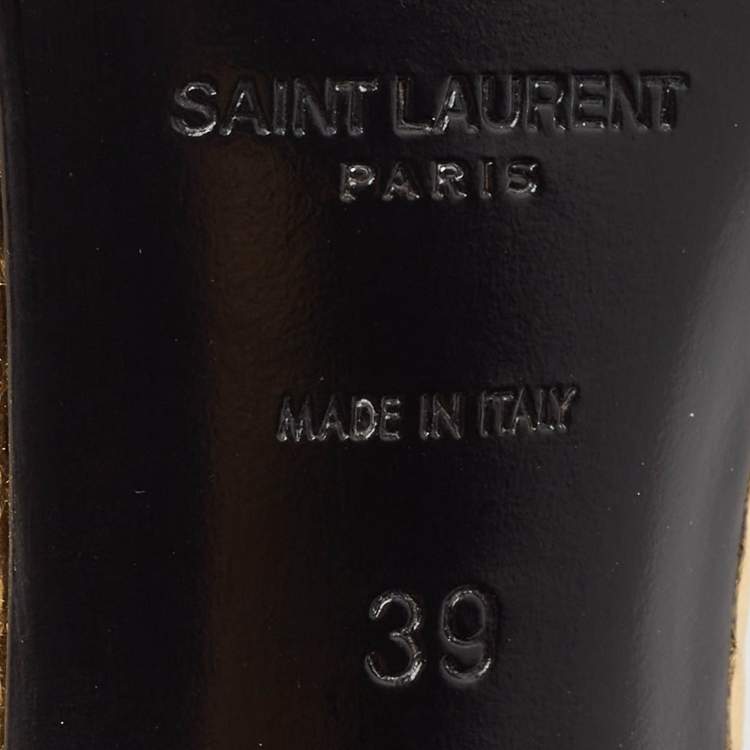 SAINT LAURENT
PARIS
MADE IN ITALY
39